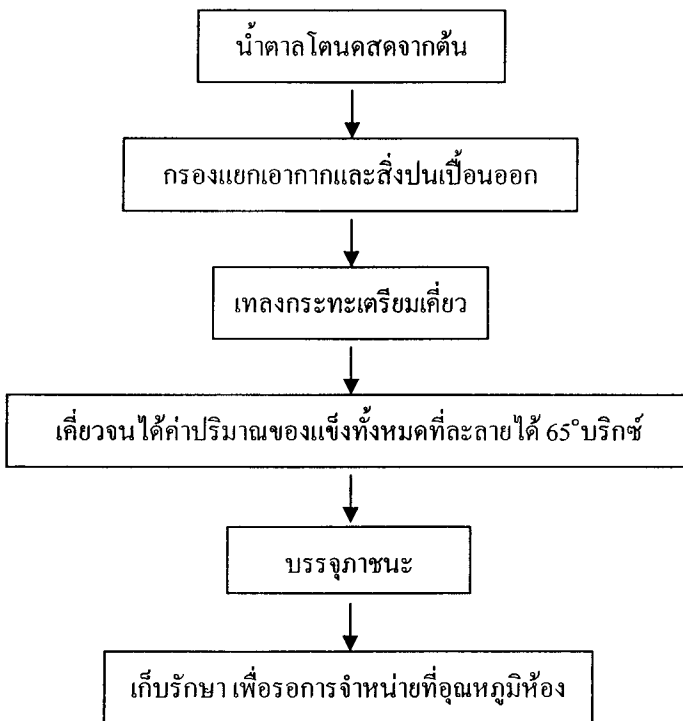 น้ำตาลโตนดสดจากต้น
กรองแยกเอากากและสิ่งปนเปื้อนออก
เทลงกระทะเตรียมเคี่ยว
เคี่ยวจนได้ค่าปริมาณของแข็งทั้งหมดที่ละลายได้ 65°บริกซ์
บรรจุภาชนะ
เก็บรักษา เพื่อรอการจำหน่ายที่อุณหภูมิห้อง